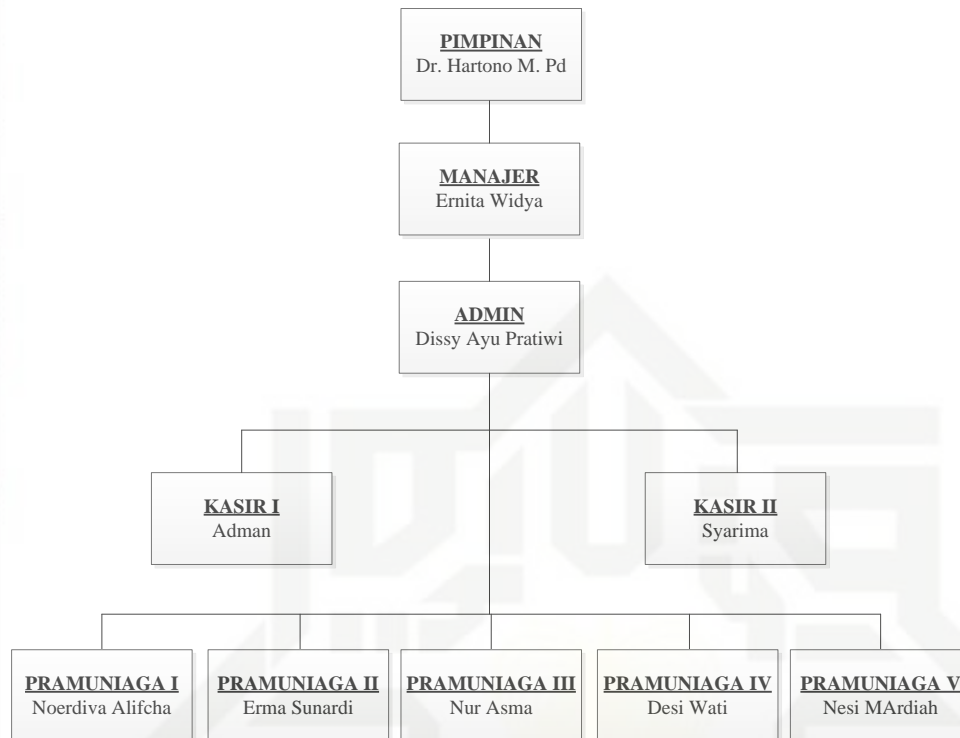 PIMPINAN
Dr. Hartono M. Pd
MANAJER
Ernita Widya
ADMIN
Dissy Ayu Pratiwi
KASIR I
Adman
KASIR II
Syarima
PRAMUNIAGA I
Noerdiva Alifcha
PRAMUNIAGA II
Erma Sunardi
PRAMUNIAGA III
Nur Asma
PRAMUNIAGA IV
Desi Wati
PRAMUNIAGA V
Nesi MArdiah